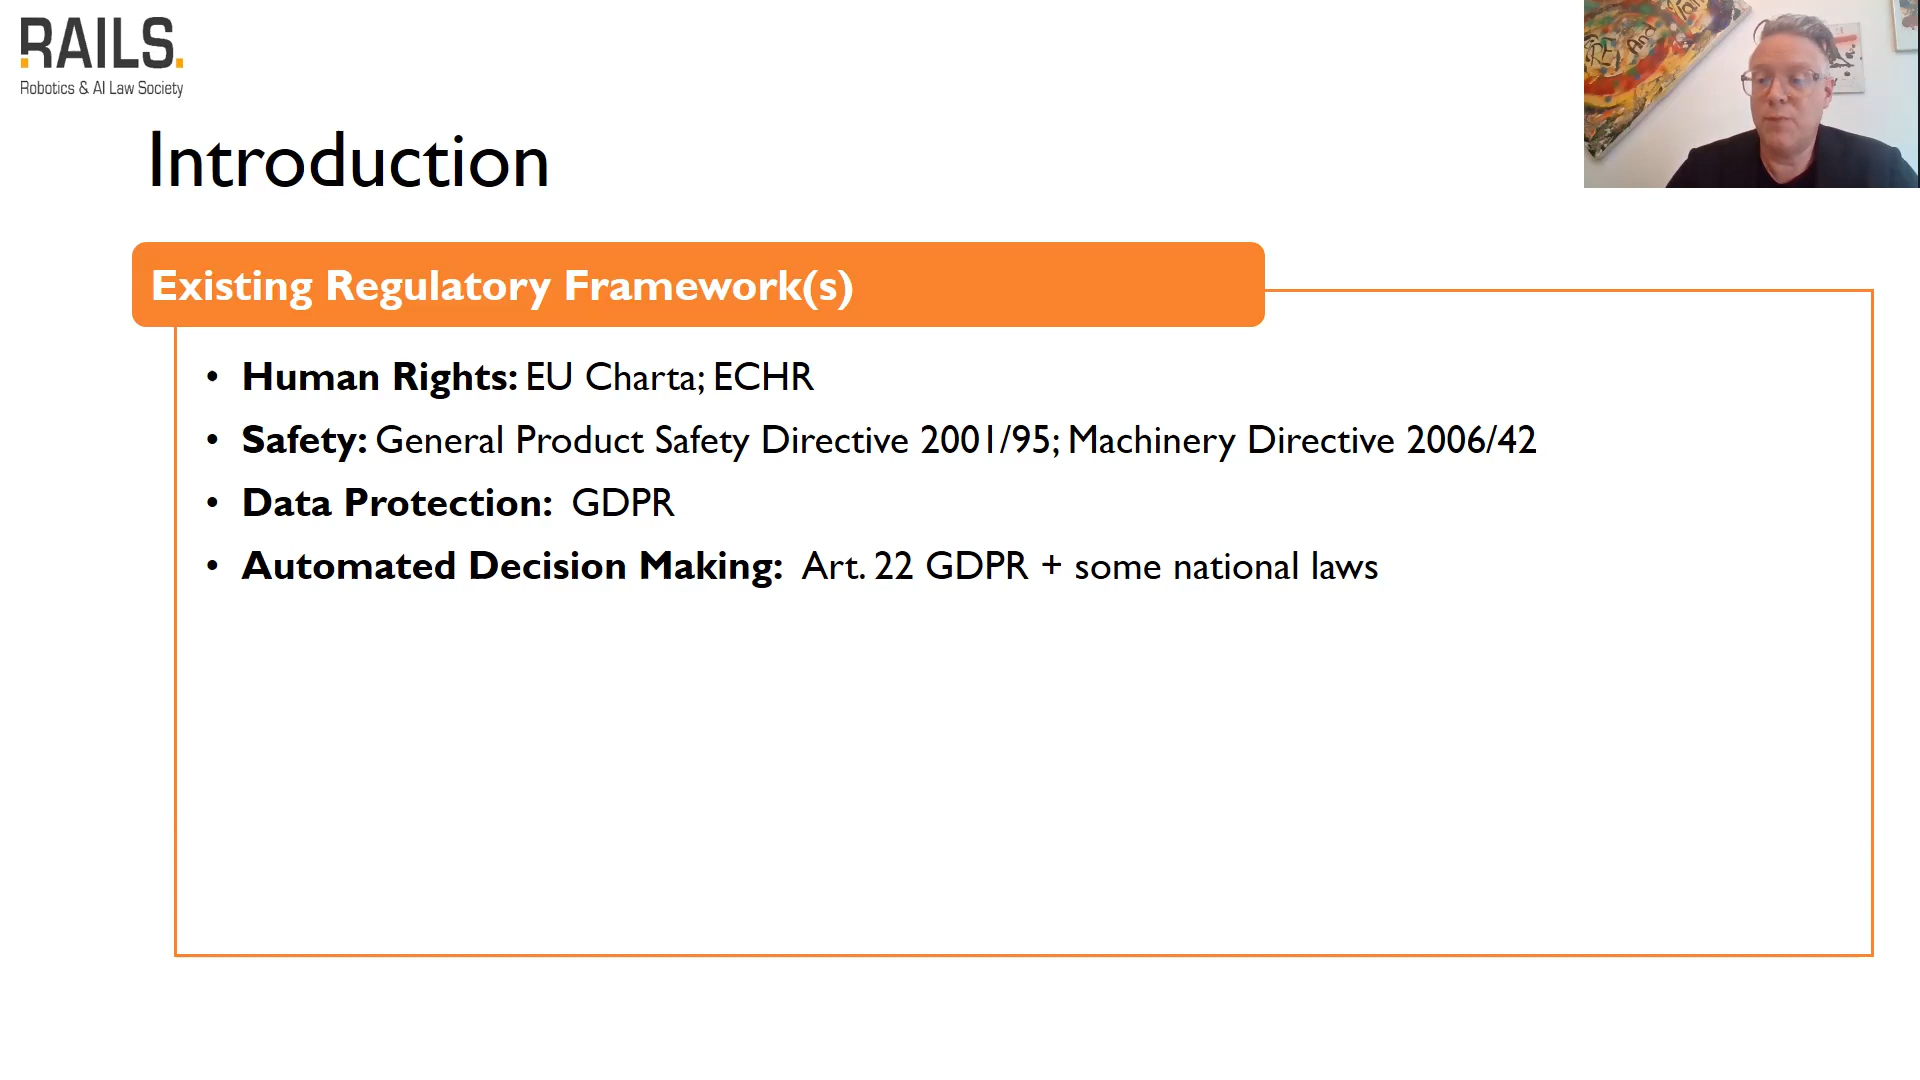 RAILS.
Robotics & AI Law Society
Introduction
Existing Regulatory Framework(s)
• Human Rights: EU Charta; ECHR
• Safety: General Product Safety Directive 2001/95; Machinery Directive 2006/42
• Data Protection: GDPR
• Automated Decision Making: Art. 22 GDPR + some national laws
And